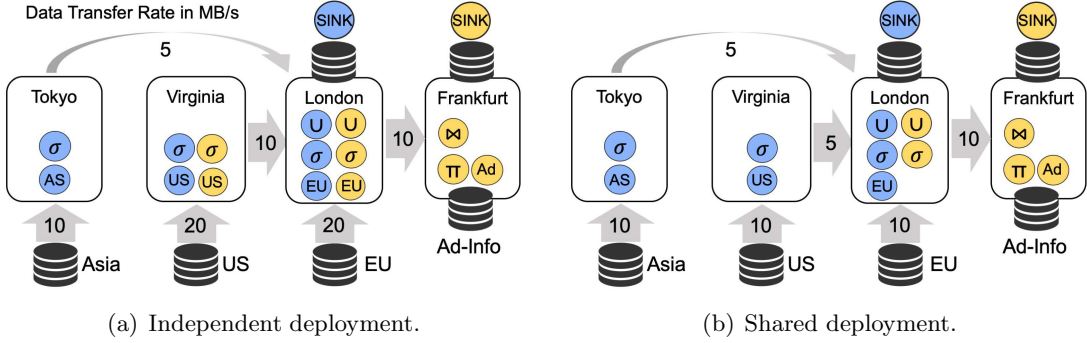 Data Transfer Rate in MB/s
SINK
SINK
5
Tokyo
Virginia
London
Frankfurt
σ
AS
σ σ
US US
∪ ∪
σ σ
EU EU
⋈
π Ad
10
10
10
20
20
Asia
US
EU
Ad-Info
(a) Independent deployment.
SINK
SINK
5
Tokyo
Virginia
London
Frankfurt
σ
AS
σ
US
∪ ∪
σ σ
EU
⋈
π Ad
5
10
10
10
10
Asia
US
EU
Ad-Info
(b) Shared deployment.